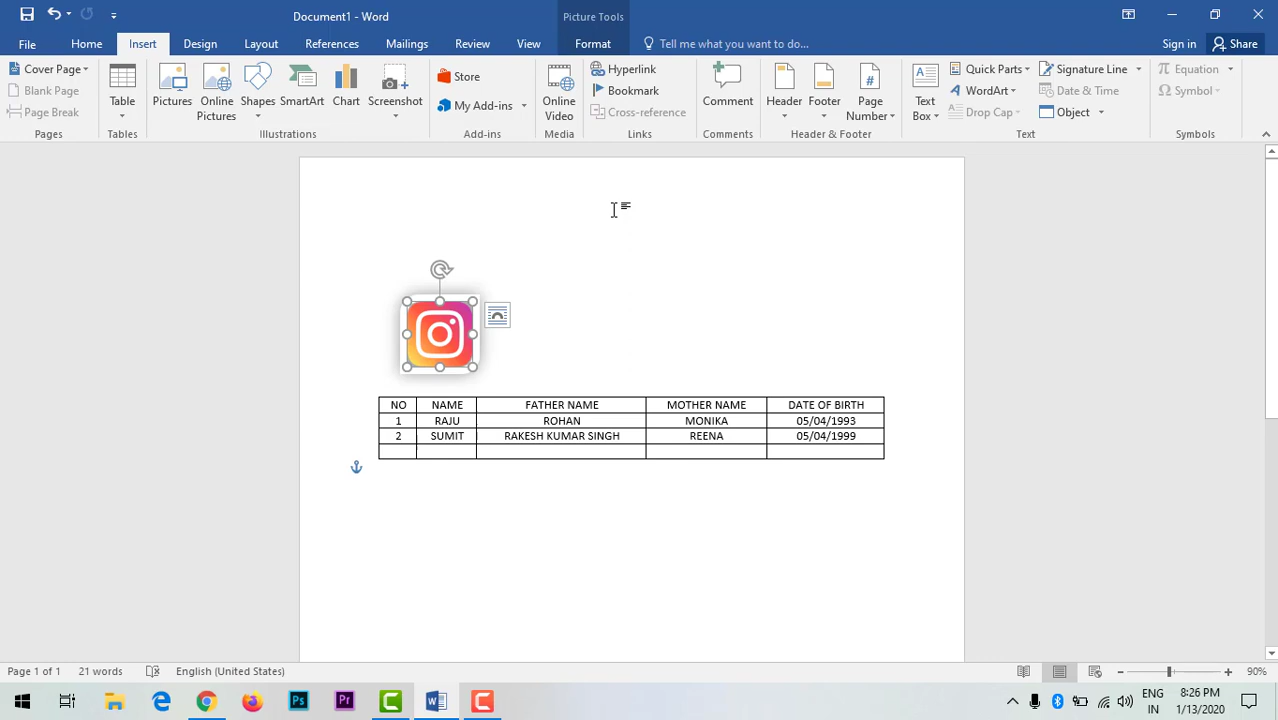 Document1 - Word
Picture Tools
File Home Insert Design Layout References Mailings Review View Format Tell me what you want to do... Sign in Share
Cover Page
Blank Page
Page Break
Pages
Table
Tables
Pictures
Online Pictures
Shapes
SmartArt
Chart
Screenshot
Illustrations
Store
My Add-ins
Add-ins
Online Video
Media
Hyperlink
Bookmark
Cross-reference
Links
Comment
Comments
Header
Footer
Page Number
Header & Footer
Text Box
Quick Parts
WordArt
Drop Cap
Signature Line
Date & Time
Object
Text
Equation
Symbol
Symbols
NO NAME FATHER NAME MOTHER NAME DATE OF BIRTH
1 RAJU ROHAN MONIKA 05/04/1993
2 SUMIT RAKESH KUMAR SINGH REENA 05/04/1999
Page 1 of 1 21 words English (United States) 90%
Ps Pr
ENG 8:26 PM
IN 1/13/2020